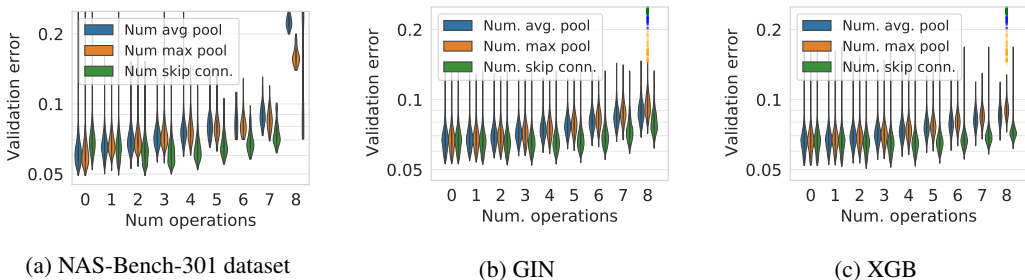 Validation error
0.2
0.1
0.05
Num avg pool
Num max pool
Num skip conn.
0 1 2 3 4 5 6 7 8
Num operations
(a) NAS-Bench-301 dataset
Validation error
0.2
0.1
0.05
Num. avg. pool
Num. max pool
Num. skip conn.
0 1 2 3 4 5 6 7 8
Num. operations
(b) GIN
Validation error
0.2
0.1
0.05
Num. avg. pool
Num. max pool
Num. skip conn.
0 1 2 3 4 5 6 7 8
Num. operations
(c) XGB